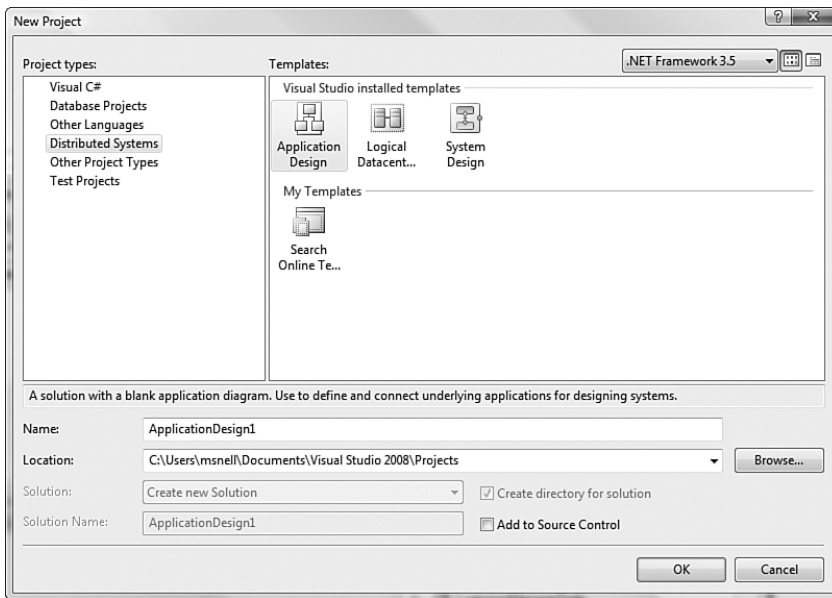 New Project
Project types:
Templates:
.NET Framework 3.5
Visual C#
Database Projects
Other Languages
Distributed Systems
Other Project Types
Test Projects
Visual Studio installed templates
Application
Design
Logical
Datacent...
System
Design
My Templates
Search
Online Te...
A solution with a blank application diagram. Use to define and connect underlying applications for designing systems.
Name:
ApplicationDesign1
Location:
C:\Users\msnell\Documents\Visual Studio 2008\Projects
Browse...
Solution:
Create new Solution
Create directory for solution
Solution Name:
ApplicationDesign1
Add to Source Control
OK
Cancel